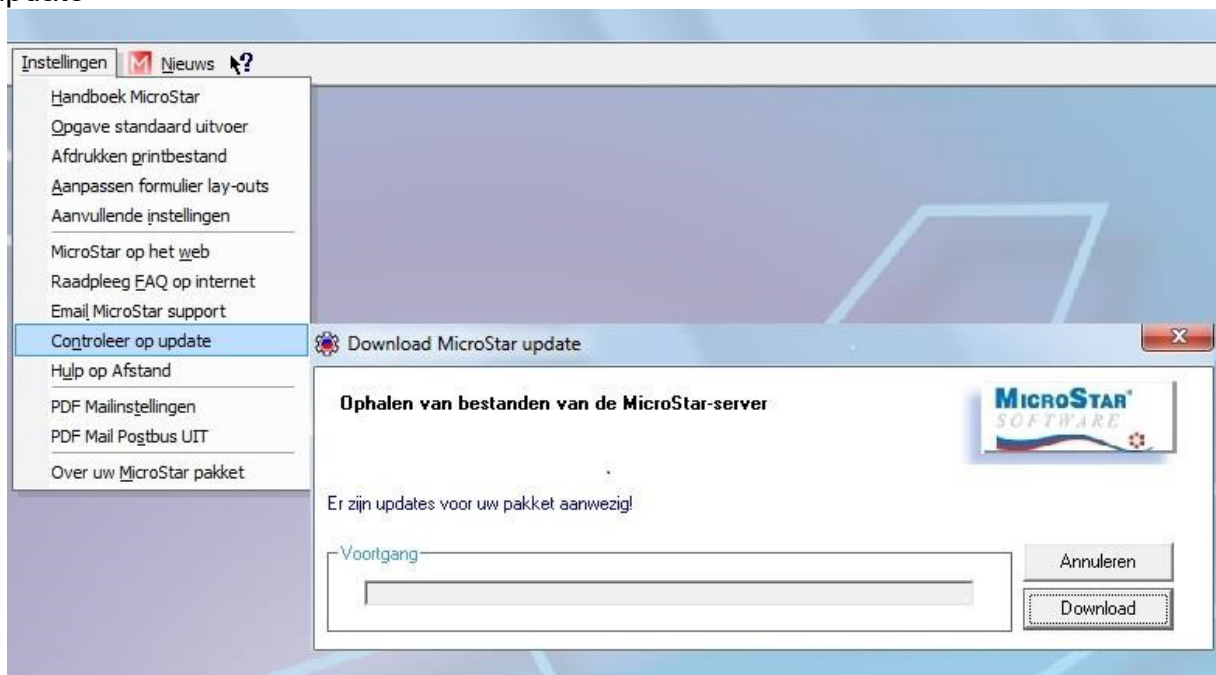 update
Instellingen Nieuws ?
Handboek MicroStar
Opgave standaard uitvoer
Afdrukken printbestand
Aanpassen formulier lay-outs
Aanvullende instellingen
MicroStar op het web
Raadpleeg FAQ op internet
Email MicroStar support
Controleer op update
Hulp op Afstand
PDF Mailinstellingen
PDF Mail Postbus UIT
Over uw MicroStar pakket
Download MicroStar update
Ophalen van bestanden van de MicroStar-server
MICROSTAR
SOFTWARE
Er zijn updates voor uw pakket aanwezig!
Voortgang
Annuleren
Download